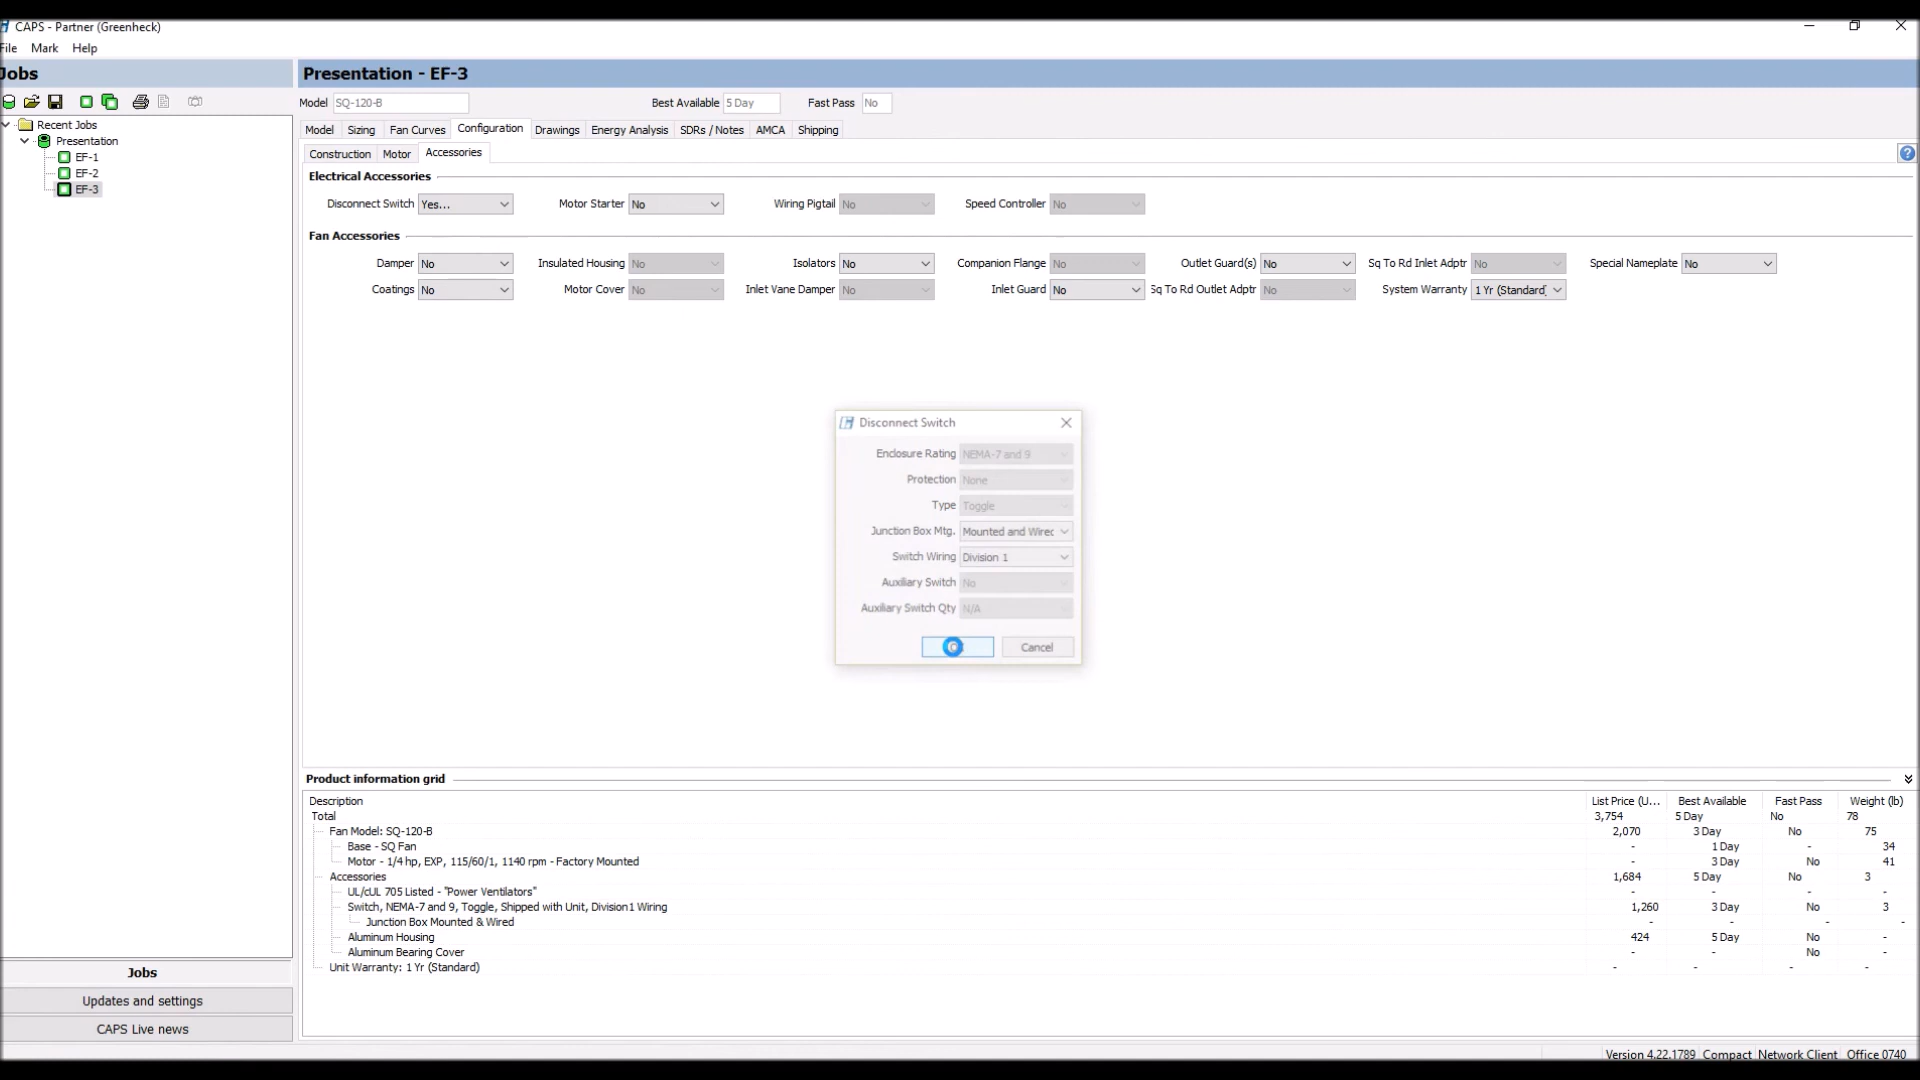 CAPS - Partner (Greenheck)
File Mark Help
Jobs
Presentation - EF-3
Model SQ-120-B Best Available 5 Day Fast Pass No
Recent Jobs
Presentation
EF-1
EF-2
EF-3
Model Sizing Fan Curves Configuration Drawings Energy Analysis SDRs / Notes AMCA Shipping
Construction Motor Accessories
Electrical Accessories
Disconnect Switch Yes... Motor Starter No Wiring Pigtail No Speed Controller No
Fan Accessories
Damper No Insulated Housing No Isolators No Companion Flange No Outlet Guard(s) No Sq To Rd Inlet Adptr No Special Nameplate No
Coatings No Motor Cover No Inlet Vane Damper No Inlet Guard No Sq To Rd Outlet Adptr No System Warranty 1 Yr (Standard)
Disconnect Switch
Enclosure Rating NEMA-7 and 9
Protection None
Type Toggle
Junction Box Mtg. Mounted and Wired
Switch Wiring Division 1
Auxiliary Switch No
Auxiliary Switch Qty N/A
Cancel
Product information grid
Description List Price (U... Best Available Fast Pass Weight (lb)
Total 3,754 5 Day No 78
Fan Model: SQ-120-B 2,070 3 Day No 75
Base - SQ Fan - 1 Day - 34
Motor - 1/4 hp, EXP, 115/60/1, 1140 rpm - Factory Mounted - 3 Day No 41
Accessories 1,684 5 Day No 3
UL/cUL 705 Listed - "Power Ventilators" - - - -
Switch, NEMA-7 and 9, Toggle, Shipped with Unit, Division1 Wiring 1,260 3 Day No 3
Junction Box Mounted & Wired - - - -
Aluminum Housing 424 5 Day No -
Aluminum Bearing Cover - - No -
Unit Warranty: 1 Yr (Standard) - - - -
Jobs
Updates and settings
CAPS Live news
Version 4.22.1789 Compact Network Client Office 0740